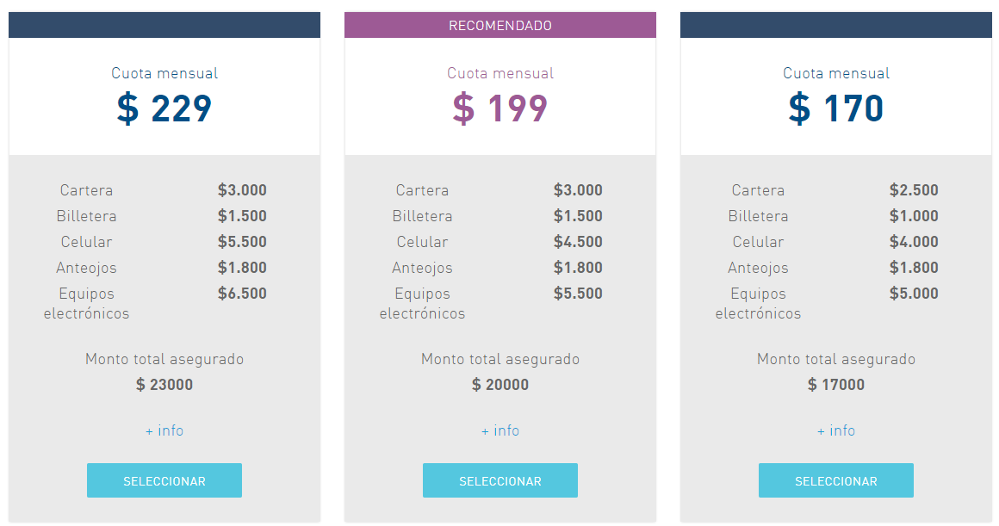 Cuota mensual
$ 229
Cartera $3.000
Billetera $1.500
Celular $5.500
Anteojos $1.800
Equipos $6.500
electrónicos
Monto total asegurado
$ 23000
+ info
SELECCIONAR
RECOMENDADO
Cuota mensual
$ 199
Cartera $3.000
Billetera $1.500
Celular $4.500
Anteojos $1.800
Equipos $5.500
electrónicos
Monto total asegurado
$ 20000
+ info
SELECCIONAR
Cuota mensual
$ 170
Cartera $2.500
Billetera $1.000
Celular $4.000
Anteojos $1.800
Equipos $5.000
electrónicos
Monto total asegurado
$ 17000
+ info
SELECCIONAR